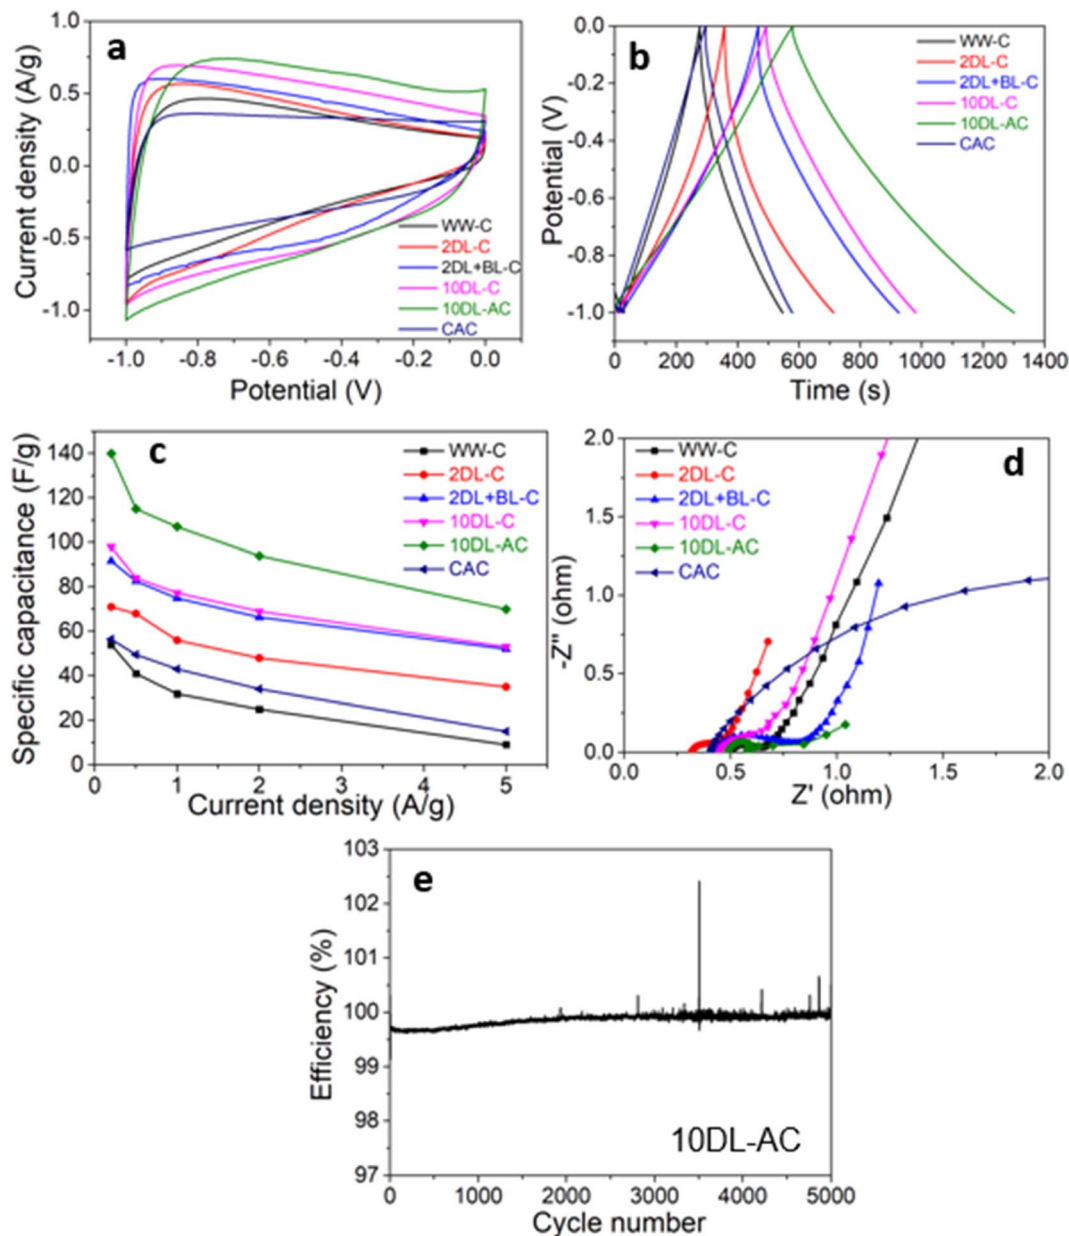 a
1.0
0.5
0.0
-0.5
-1.0
Current density (A/g)
-1.0 -0.8 -0.6 -0.4 -0.2 0.0
Potential (V)
WW-C
2DL-C
2DL+BL-C
10DL-C
10DL-AC
CAC
b
0.0
-0.2
-0.4
-0.6
-0.8
-1.0
Potential (V)
0 200 400 600 800 1000 1200 1400
Time (s)
WW-C
2DL-C
2DL+BL-C
10DL-C
10DL-AC
CAC
c
140
120
100
80
60
40
20
0
Specific capacitance (F/g)
0 1 2 3 4 5
Current density (A/g)
WW-C
2DL-C
2DL+BL-C
10DL-C
10DL-AC
CAC
d
2.0
1.5
1.0
0.5
0.0
-Z" (ohm)
0.0 0.5 1.0 1.5 2.0
Z' (ohm)
WW-C
2DL-C
2DL+BL-C
10DL-C
10DL-AC
CAC
e
103
102
101
100
99
98
97
Efficiency (%)
10DL-AC
0 1000 2000 3000 4000 5000
Cycle number